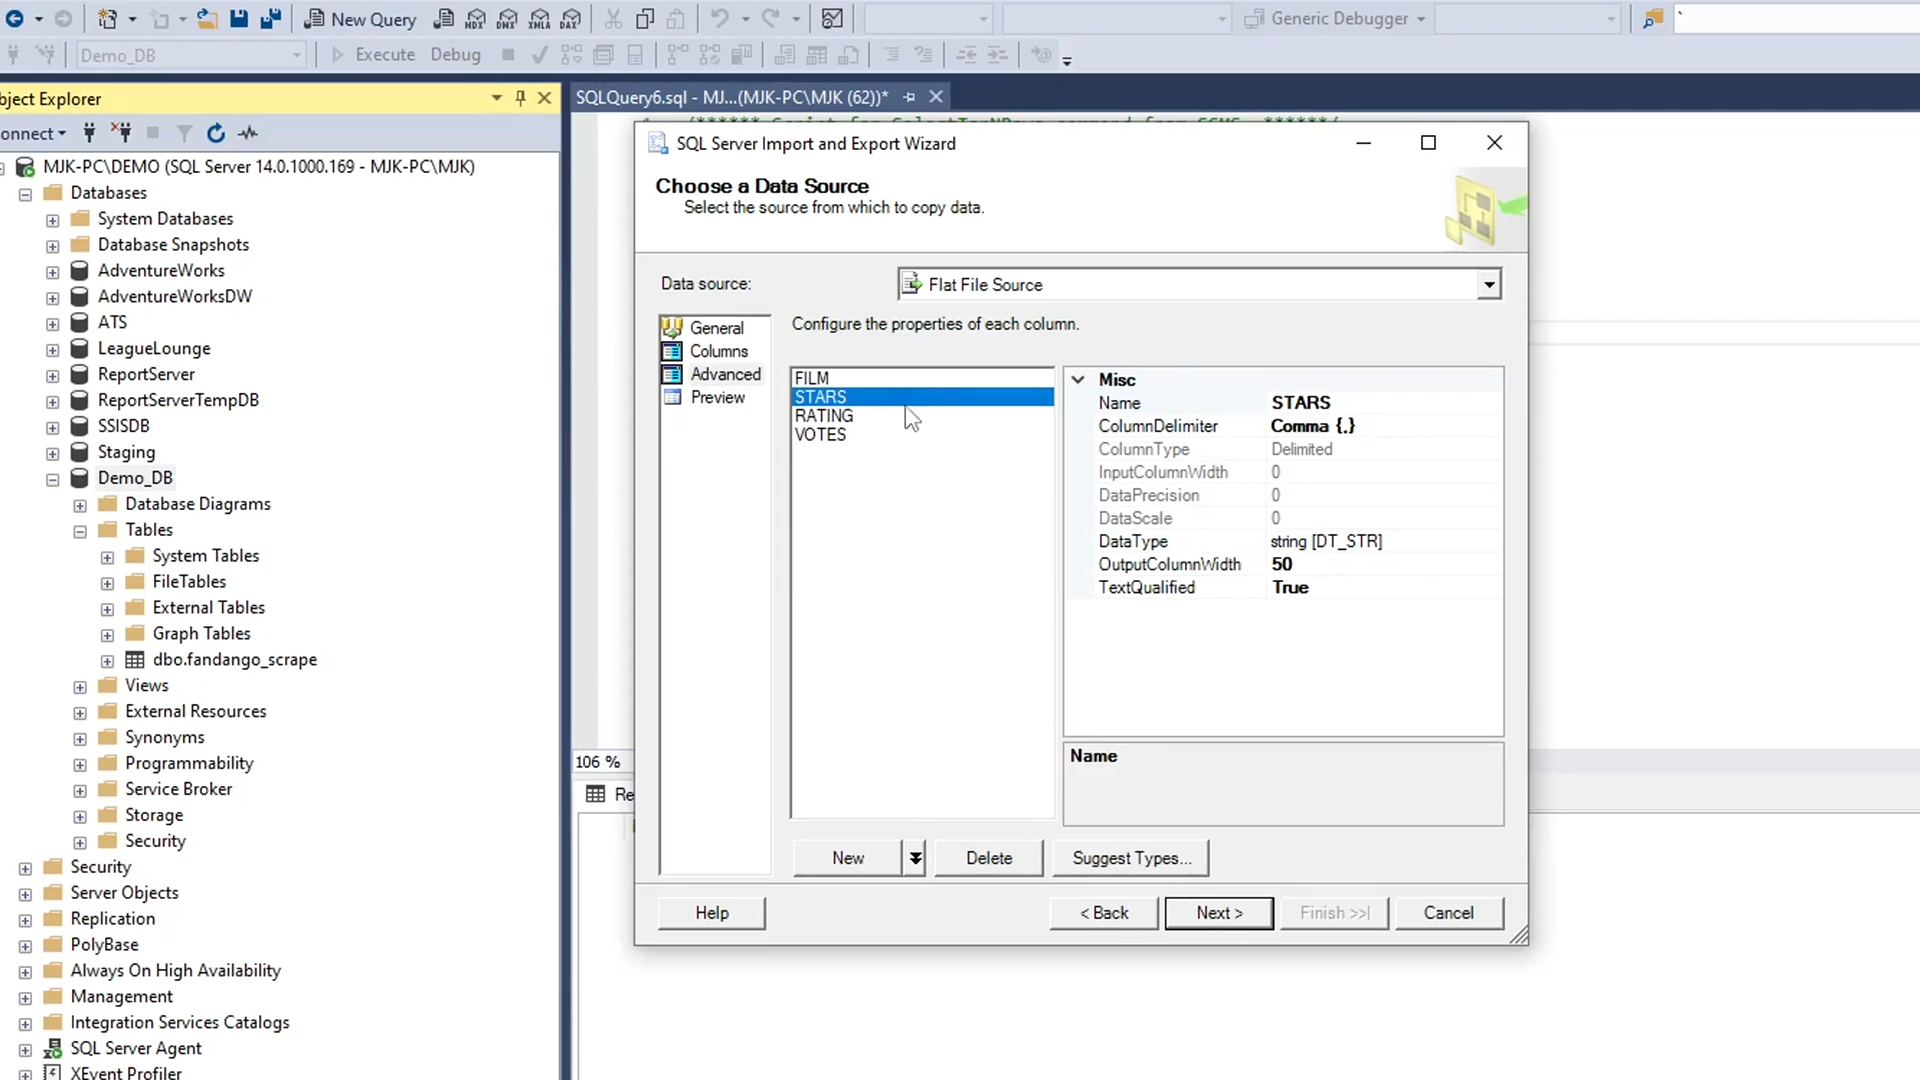 New Query
MDX
DMX
XMLA
DAX
Generic Debugger
Demo_DB
Execute
Debug
bject Explorer
onnect
MJK-PC\DEMO (SQL Server 14.0.1000.169 - MJK-PC\MJK)
Databases
System Databases
Database Snapshots
AdventureWorks
AdventureWorksDW
ATS
LeagueLounge
ReportServer
ReportServerTempDB
SSISDB
Staging
Demo_DB
Database Diagrams
Tables
System Tables
FileTables
External Tables
Graph Tables
dbo.fandango_scrape
Views
External Resources
Synonyms
Programmability
Service Broker
Storage
Security
Security
Server Objects
Replication
PolyBase
Always On High Availability
Management
Integration Services Catalogs
SQL Server Agent
XEvent Profiler
SQLQuery6.sql - MJ...(MJK-PC\MJK (62))*
106 %
Re
SQL Server Import and Export Wizard
Choose a Data Source
Select the source from which to copy data.
Data source:
Flat File Source
General
Columns
Advanced
Preview
Configure the properties of each column.
FILM
STARS
RATING
VOTES
Misc
Name STARS
ColumnDelimiter Comma {,}
ColumnType Delimited
InputColumnWidth 0
DataPrecision 0
DataScale 0
DataType string [DT_STR]
OutputColumnWidth 50
TextQualified True
Name
New
Delete
Suggest Types...
Help
< Back
Next >
Finish >>|
Cancel